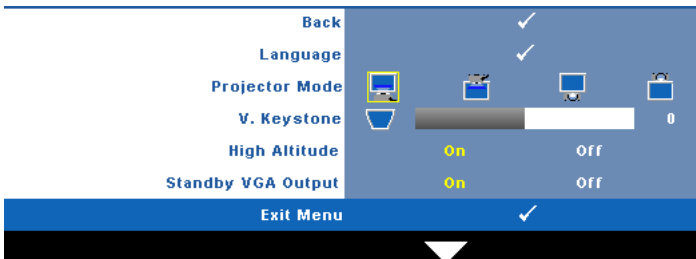 Back
Language
Projector Mode
V. Keystone 0
High Altitude On Off
Standby VGA Output On Off
Exit Menu